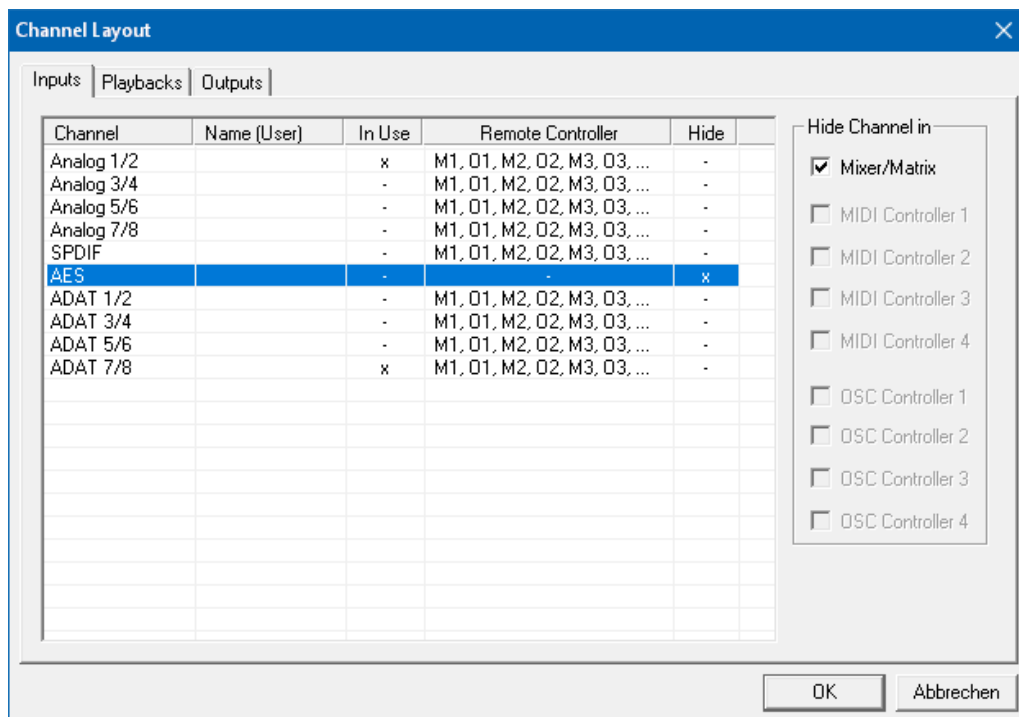 Channel Layout
Inputs Playbacks Outputs
Channel Name (User) In Use Remote Controller Hide
Analog 1/2 x M1, O1, M2, O2, M3, O3, ... -
Analog 3/4 - M1, O1, M2, O2, M3, O3, ... -
Analog 5/6 - M1, O1, M2, O2, M3, O3, ... -
Analog 7/8 - M1, O1, M2, O2, M3, O3, ... -
SPDIF - M1, O1, M2, O2, M3, O3, ... -
AES - - x
ADAT 1/2 - M1, O1, M2, O2, M3, O3, ... -
ADAT 3/4 - M1, O1, M2, O2, M3, O3, ... -
ADAT 5/6 - M1, O1, M2, O2, M3, O3, ... -
ADAT 7/8 x M1, O1, M2, O2, M3, O3, ... -
Hide Channel in
Mixer/Matrix
MIDI Controller 1
MIDI Controller 2
MIDI Controller 3
MIDI Controller 4
OSC Controller 1
OSC Controller 2
OSC Controller 3
OSC Controller 4
OK Abbrechen